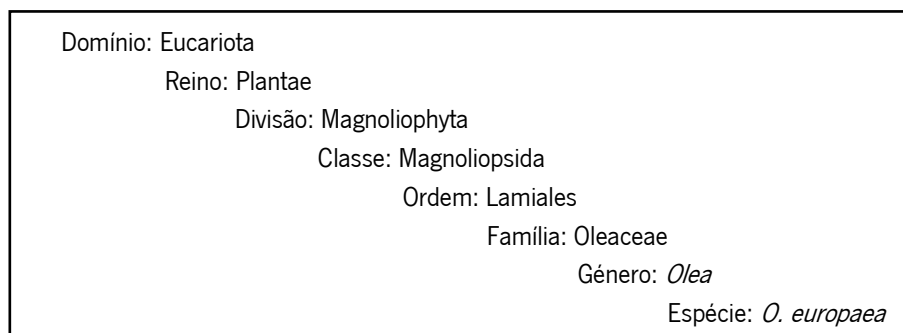 Domínio: Eucariota
Reino: Plantae
Divisão: Magnoliophyta
Classe: Magnoliopsida
Ordem: Lamiales
Família: Oleaceae
Género: Olea
Espécie: O. europaea